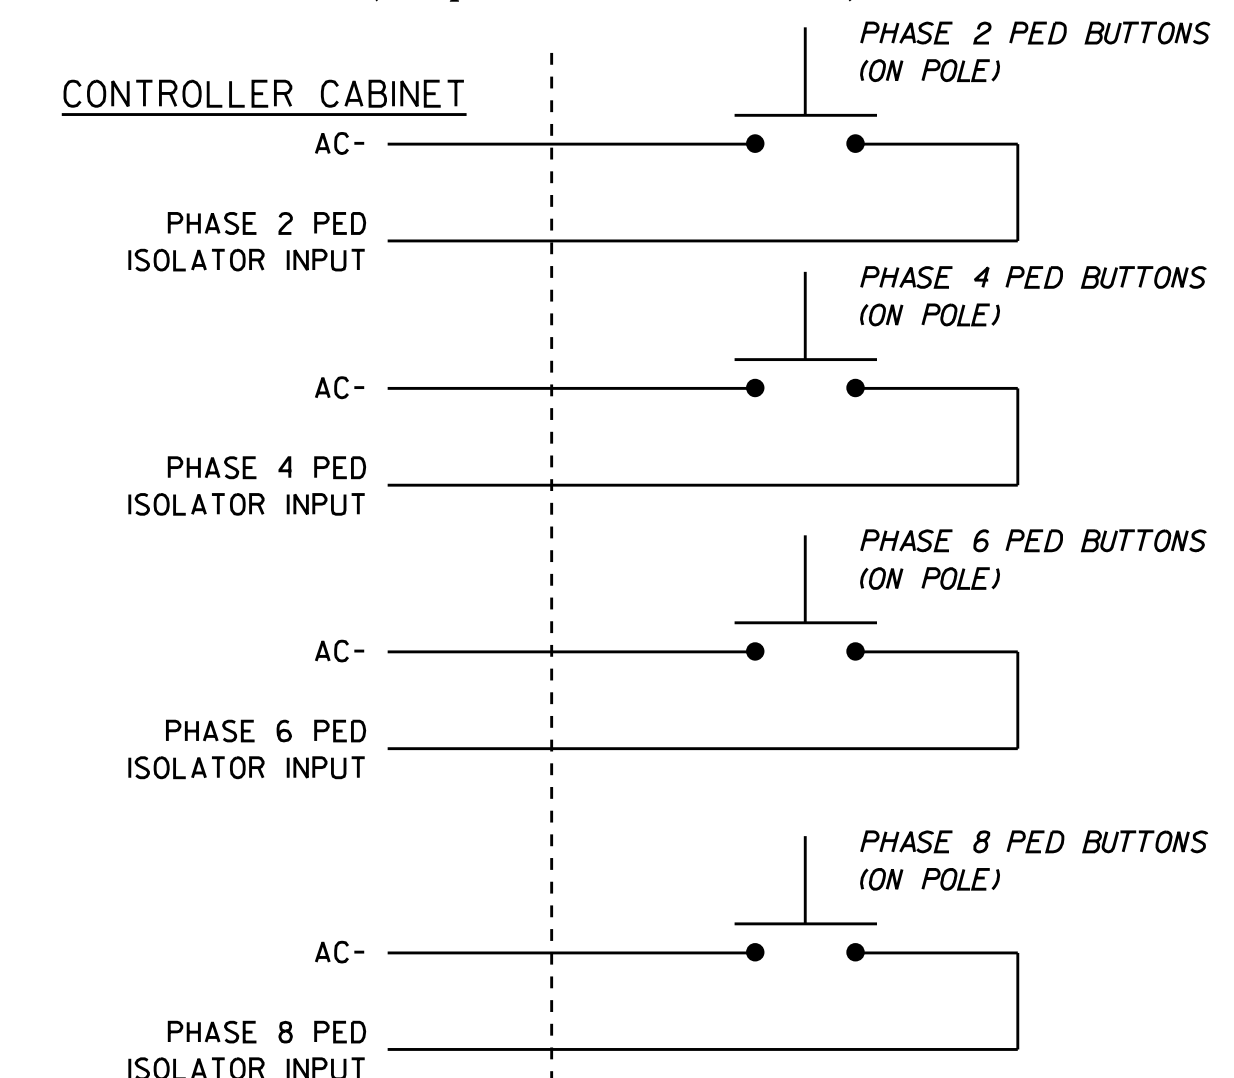 PHASE 2 PED BUTTONS
(ON POLE)
CONTROLLER CABINET
AC-
PHASE 2 PED
ISOLATOR INPUT
PHASE 4 PED BUTTONS
(ON POLE)
AC-
PHASE 4 PED
ISOLATOR INPUT
PHASE 6 PED BUTTONS
(ON POLE)
AC-
PHASE 6 PED
ISOLATOR INPUT
PHASE 8 PED BUTTONS
(ON POLE)
AC-
PHASE 8 PED
ISOLATOR INPUT